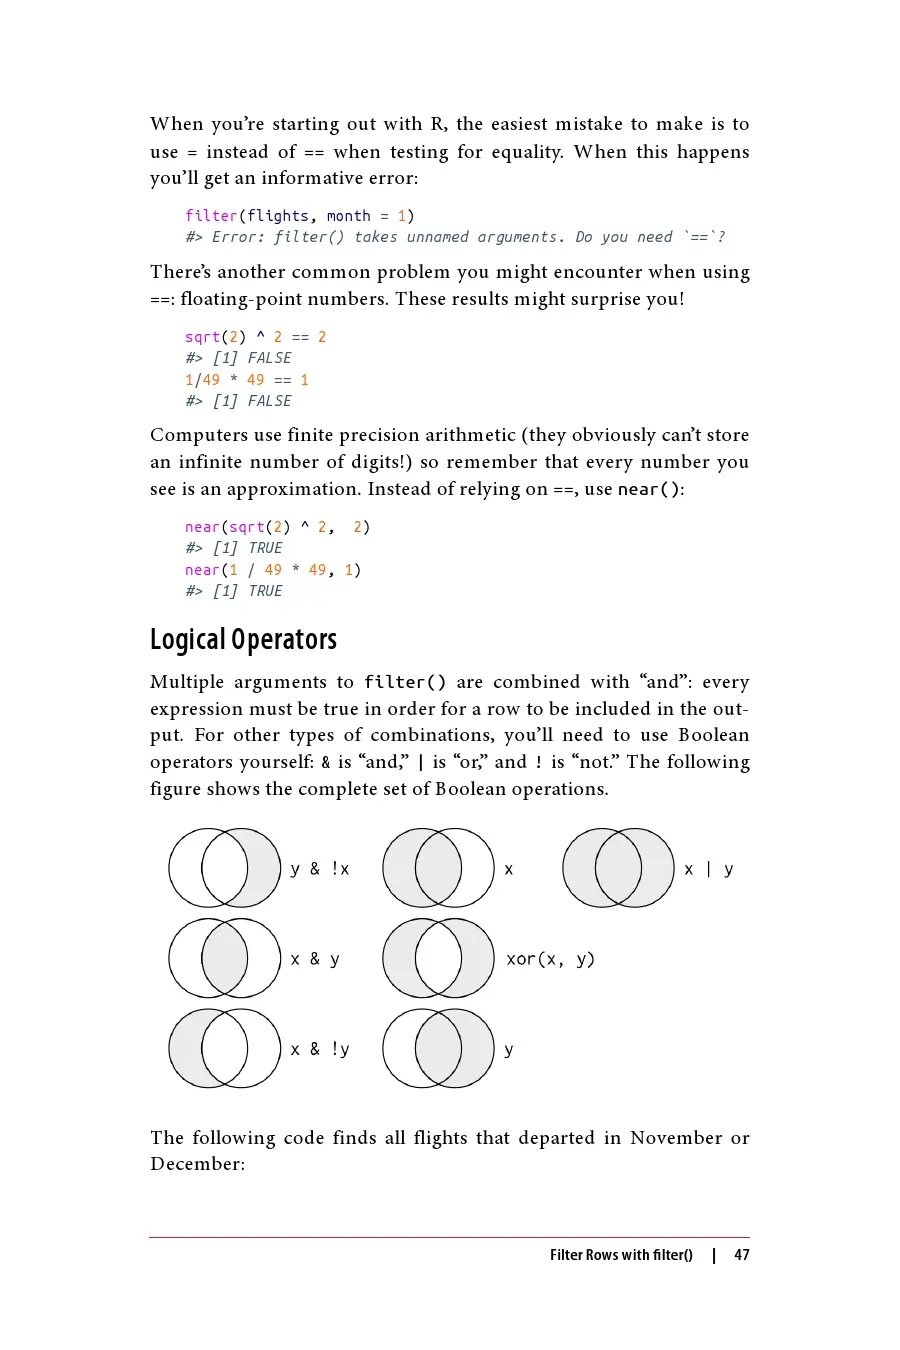 When you’re starting out with R, the easiest mistake to make is to
use = instead of == when testing for equality. When this happens
you’ll get an informative error:
filter(flights, month = 1)
#> Error: filter() takes unnamed arguments. Do you need `==`?
There’s another common problem you might encounter when using
==: floating-point numbers. These results might surprise you!
sqrt(2) ^ 2 == 2
#> [1] FALSE
1/49 * 49 == 1
#> [1] FALSE
Computers use finite precision arithmetic (they obviously can’t store
an infinite number of digits!) so remember that every number you
see is an approximation. Instead of relying on ==, use near():
near(sqrt(2) ^ 2,  2)
#> [1] TRUE
near(1 / 49 * 49, 1)
#> [1] TRUE
Logical Operators
Multiple arguments to filter() are combined with “and”: every
expression must be true in order for a row to be included in the out-
put. For other types of combinations, you’ll need to use Boolean
operators yourself: & is “and,” | is “or,” and ! is “not.” The following
figure shows the complete set of Boolean operations.
y & !x x x | y
x & y xor(x, y)
x & !y y
The following code finds all flights that departed in November or
December:
Filter Rows with filter() | 47